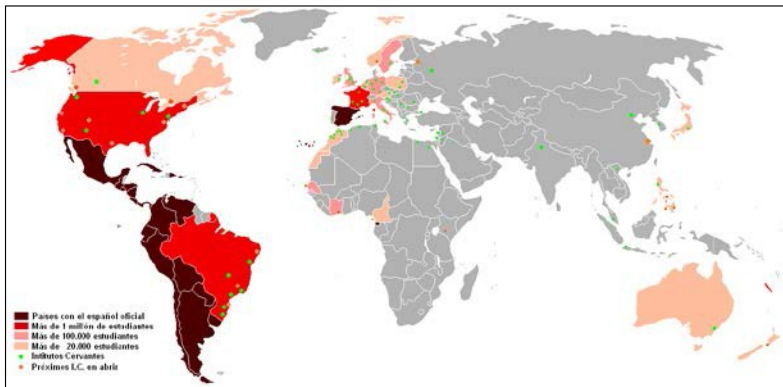 Países con el español oficial
Más de 1 millón de estudiantes
Más de 100.000 estudiantes
Más de 20.000 estudiantes
Intitutos Cervantes
Próximos I.C. en abrir